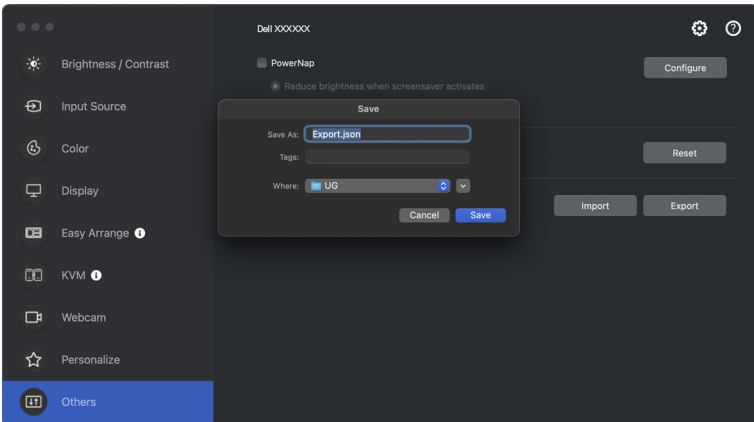 Dell XXXXXX
Brightness / Contrast
Input Source
Color
Display
Easy Arrange
KVM
Webcam
Personalize
Others
PowerNap
Configure
Reduce brightness when screensaver activates
Save
Save As: Export.json
Tags:
Where: UG
Cancel Save
Reset
Import Export